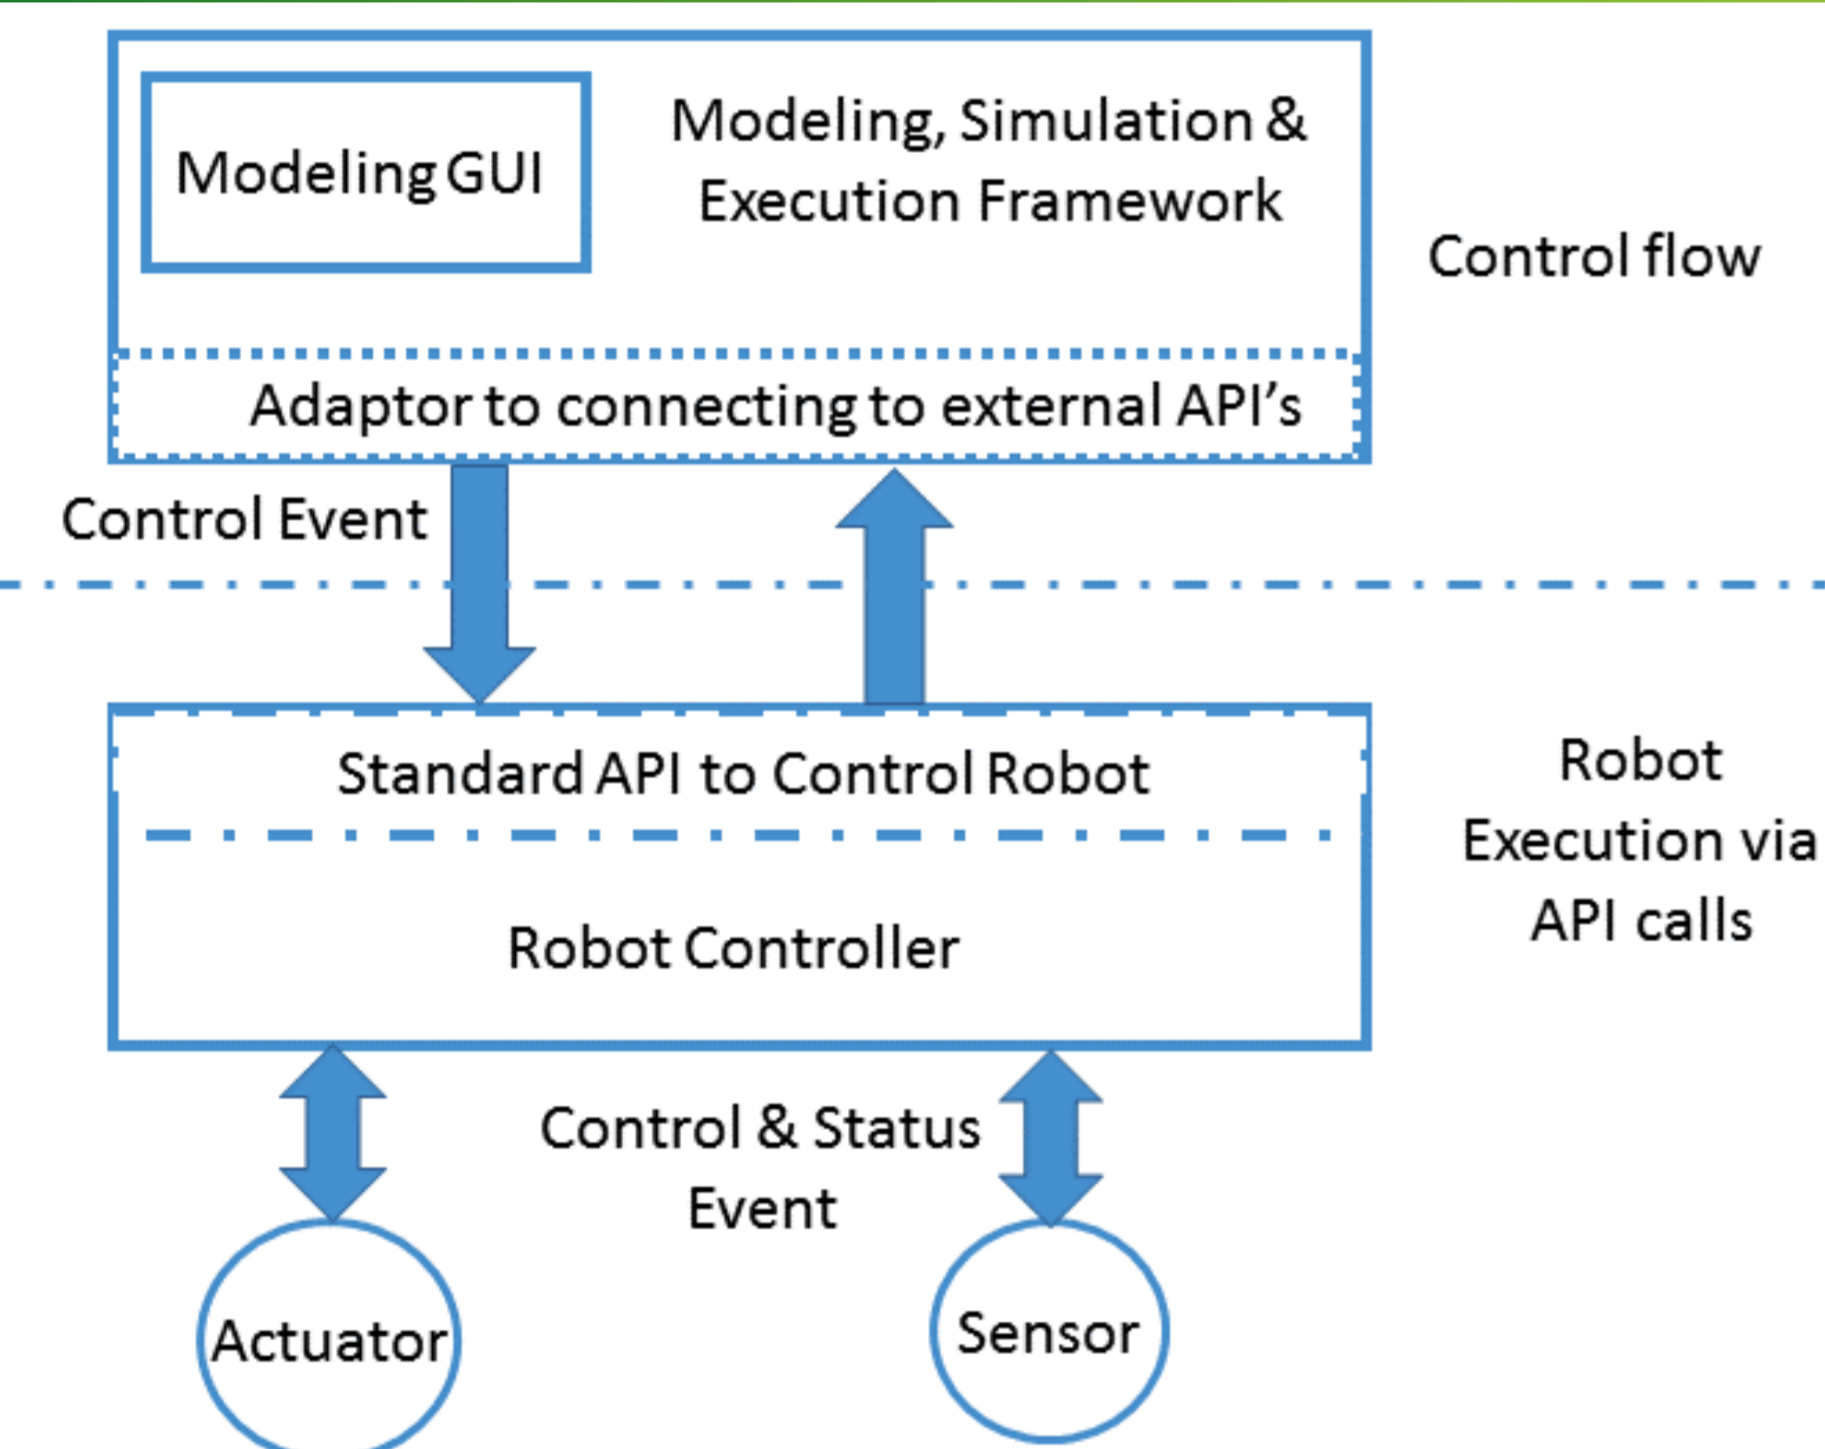 Modeling GUI
Modeling, Simulation &
Execution Framework
Control flow
Adaptor to connecting to external API’s
Control Event
Standard API to Control Robot
Robot Controller
Robot
Execution via
API calls
Control & Status
Event
Actuator
Sensor